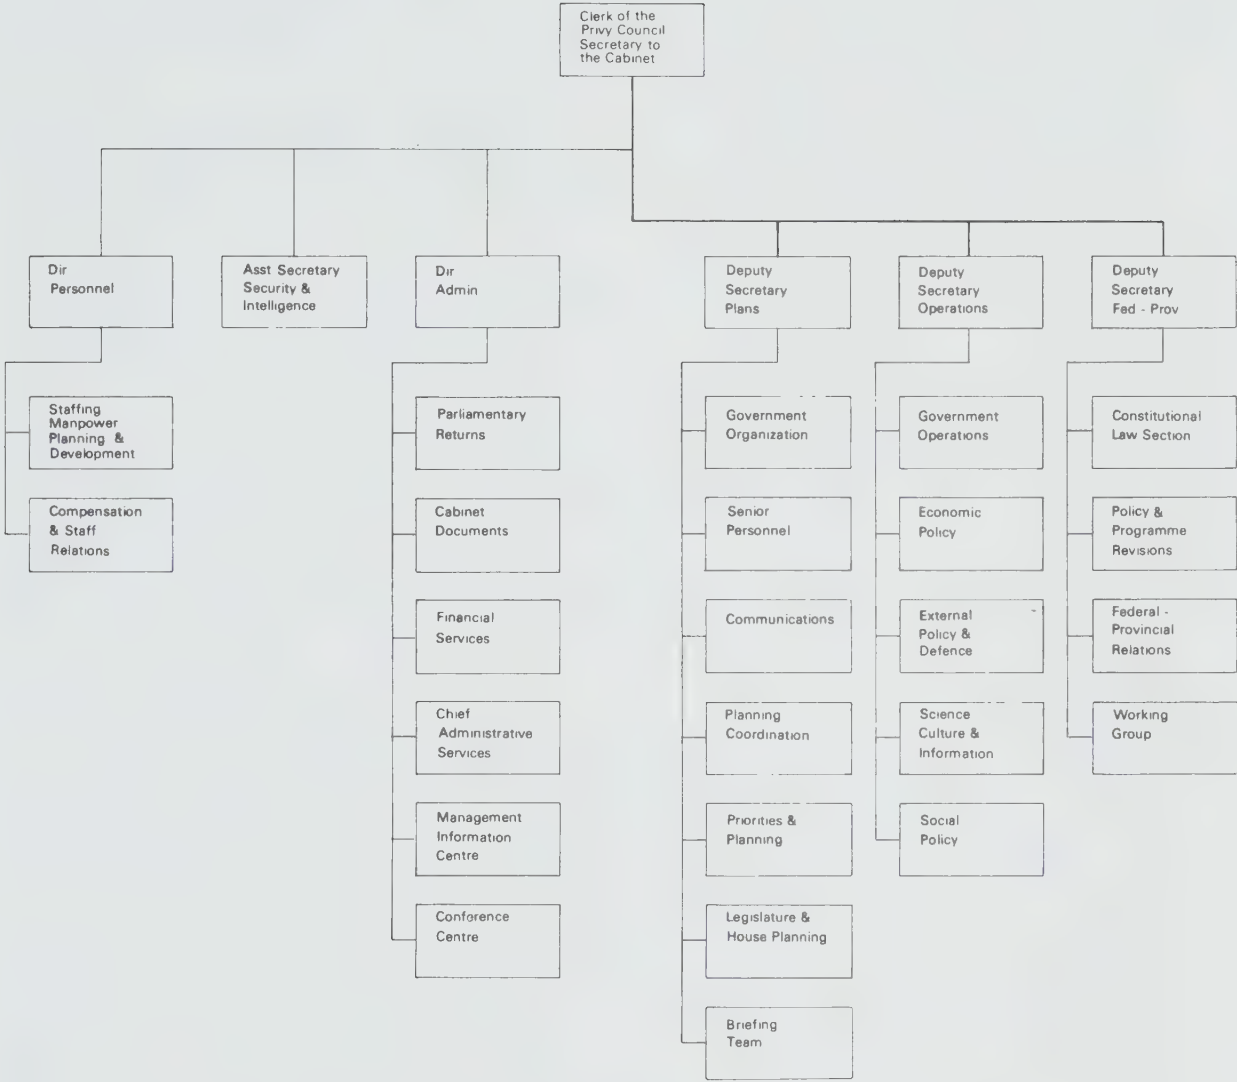 Clerk of the
Privy Council
Secretary to
the Cabinet
Dir
Personnel
Asst Secretary
Security &
Intelligence
Dir
Admin
Deputy
Secretary
Plans
Deputy
Secretary
Operations
Deputy
Secretary
Fed - Prov
Staffing
Manpower
Planning &
Development
Compensation
& Staff
Relations
Parliamentary
Returns
Cabinet
Documents
Financial
Services
Chief
Administrative
Services
Management
Information
Centre
Conference
Centre
Government
Organization
Senior
Personnel
Communications
Planning
Coordination
Priorities &
Planning
Legislature &
House Planning
Briefing
Team
Government
Operations
Economic
Policy
External
Policy &
Defence
Science
Culture &
Information
Social
Policy
Constitutional
Law Section
Policy &
Programme
Revisions
Federal -
Provincial
Relations
Working
Group